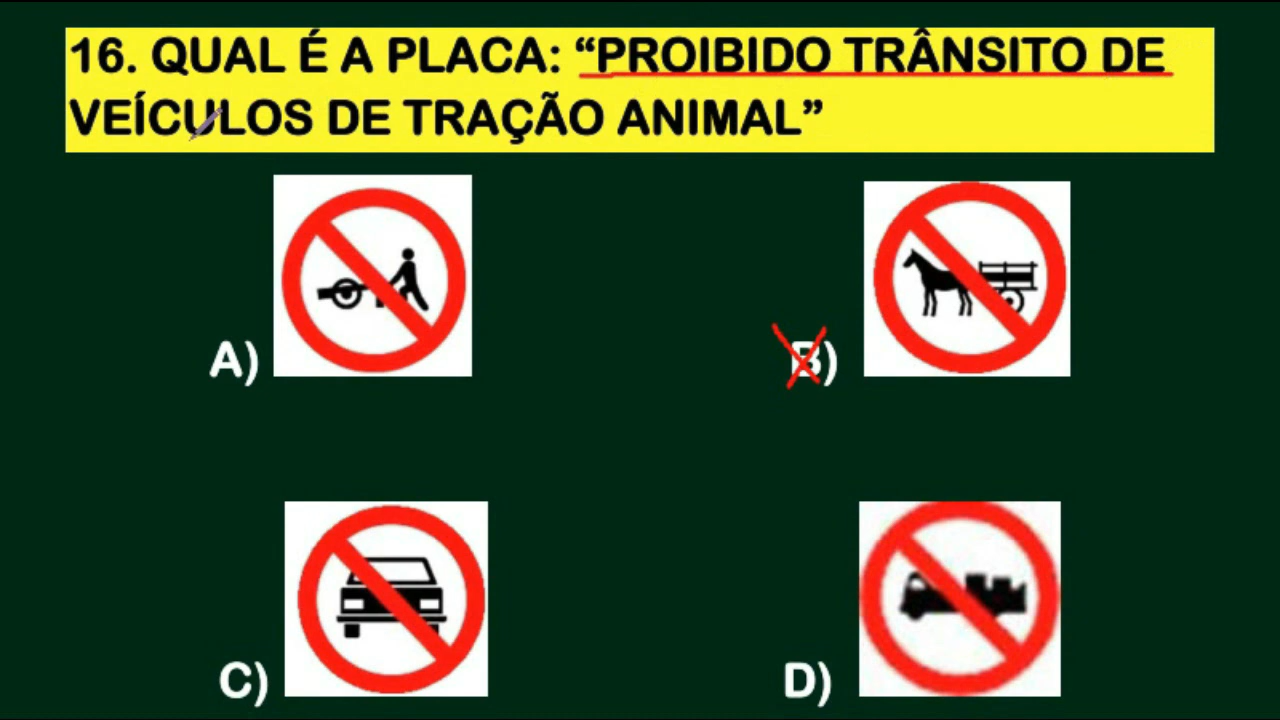 16. QUAL É A PLACA: “PROIBIDO TRÂNSITO DE
VEÍCULOS DE TRAÇÃO ANIMAL”
A)
B)
C)
D)